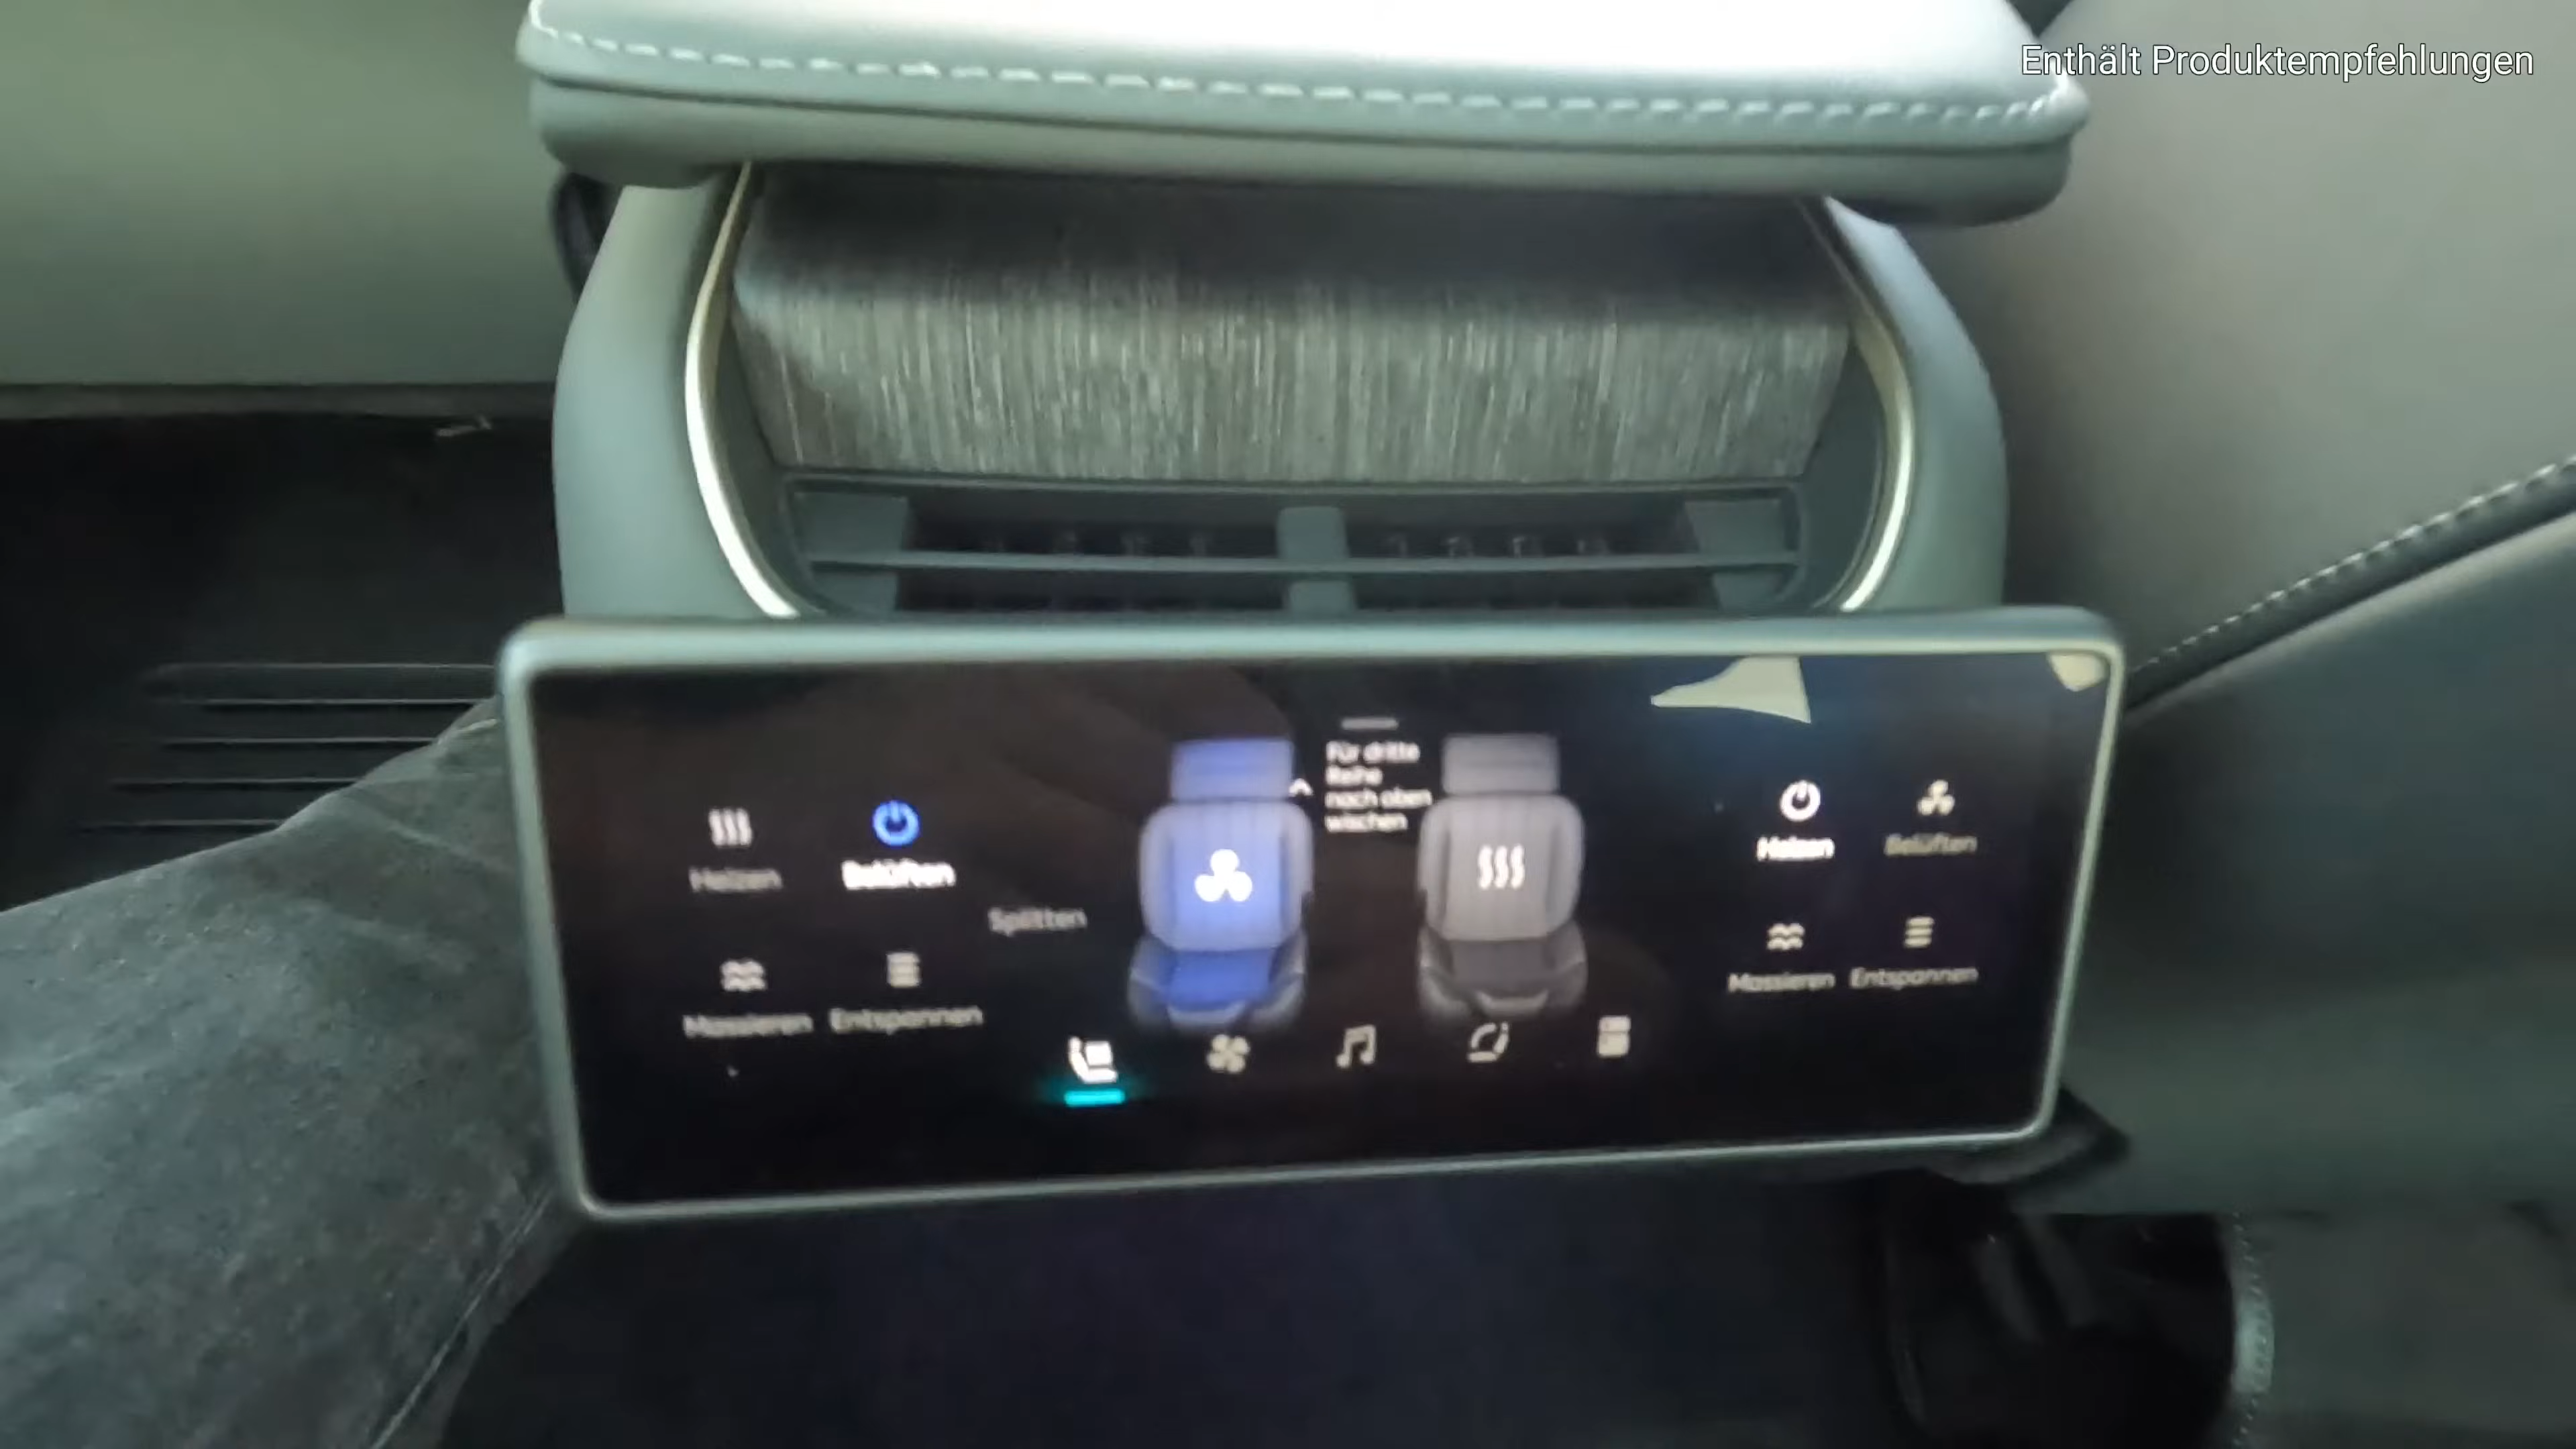 Enthält Produktempfehlungen
Für dritte
Reihe
nach oben
wischen
Heizen
Belüften
Heizen
Belüften
Splitten
Massieren
Entspannen
Massieren
Entspannen